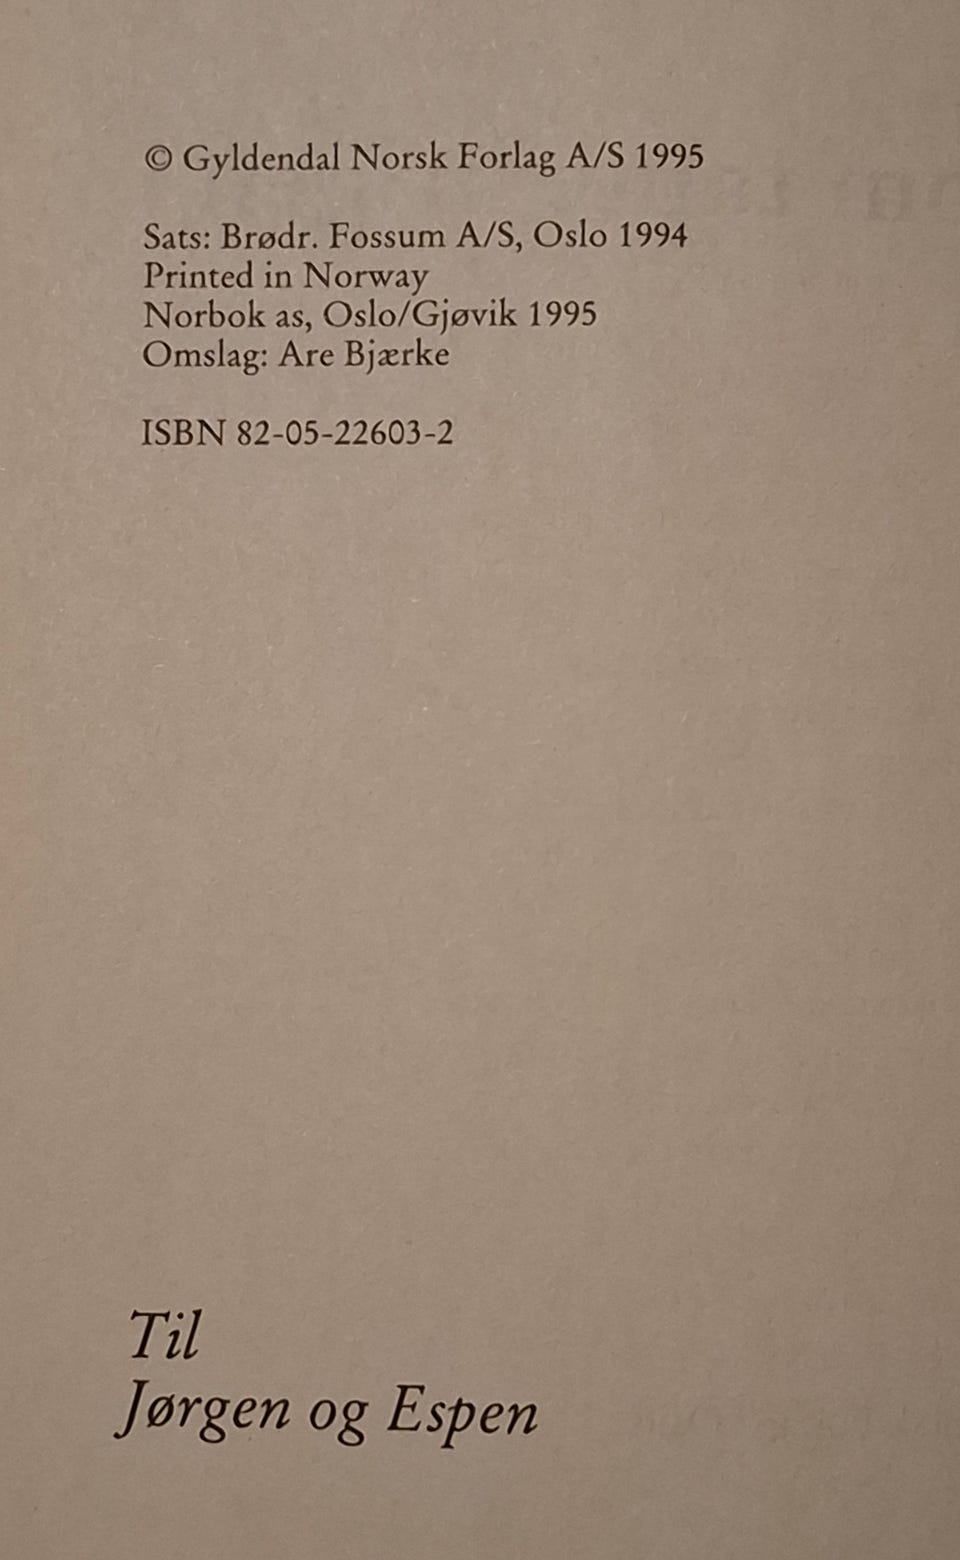 © Gyldendal Norsk Forlag A/S 1995
Sats: Brødr. Fossum A/S, Oslo 1994
Printed in Norway
Norbok as, Oslo/Gjøvik 1995
Omslag: Are Bjærke
ISBN 82-05-22603-2
Til
Jørgen og Espen